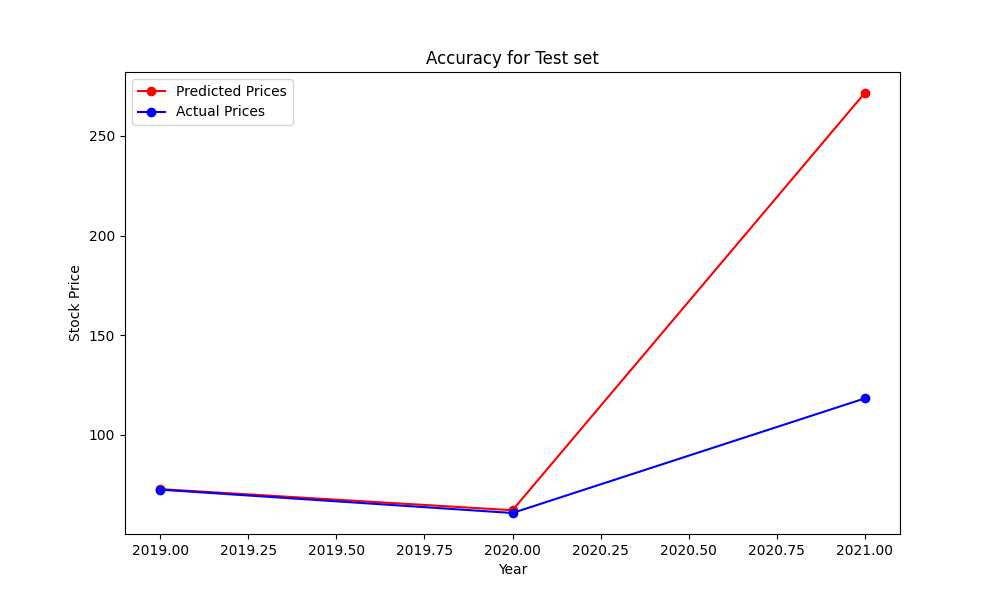 Accuracy for Test set
Predicted Prices
Actual Prices
250
200
150
100
Stock Price
2019.00 2019.25 2019.50 2019.75 2020.00 2020.25 2020.50 2020.75 2021.00
Year